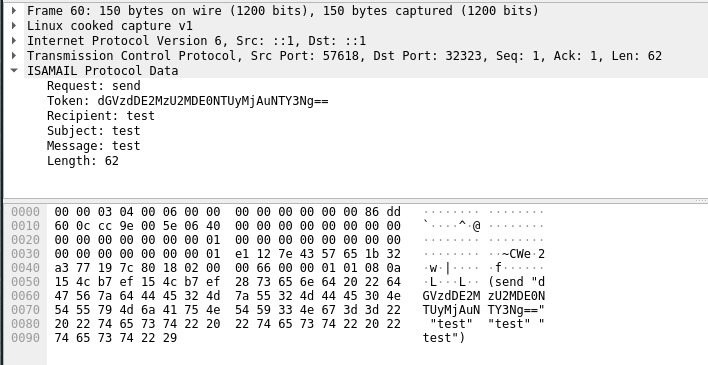 Frame 60: 150 bytes on wire (1200 bits), 150 bytes captured (1200 bits)
Linux cooked capture v1
Internet Protocol Version 6, Src: ::1, Dst: ::1
Transmission Control Protocol, Src Port: 57618, Dst Port: 32323, Seq: 1, Ack: 1, Len: 62
ISAMAIL Protocol Data
Request: send
Token: dGVzdDE2MzU2MDE0NTUyMjAuNTY3Ng==
Recipient: test
Subject: test
Message: test
Length: 62
0000 00 00 03 04 00 06 00 00 00 00 00 00 00 00 86 dd ········ ········
0010 60 0c cc 9e 00 5e 06 40 00 00 00 00 00 00 00 00 `····^·@ ········
0020 00 00 00 00 00 00 00 01 00 00 00 00 00 00 00 00 ········ ········
0030 00 00 00 00 00 00 00 01 e1 12 7e 43 57 65 1b 32 ········ ··~CWe·2
0040 a3 77 19 7c 80 18 02 00 00 66 00 00 01 01 08 0a ·w·|···· ·f······
0050 15 4c b7 ef 15 4c b7 ef 28 73 65 6e 64 20 22 64 ·L···L·· (send "d
0060 47 56 7a 64 44 45 32 4d 7a 55 32 4d 44 45 30 4e GVzdDE2M zU2MDE0N
0070 54 55 79 4d 6a 41 75 4e 54 59 33 4e 67 3d 3d 22 TUyMjAuN TY3Ng=="
0080 20 22 74 65 73 74 22 20 22 74 65 73 74 22 20 22 "test" "test" "
0090 74 65 73 74 22 29 test")